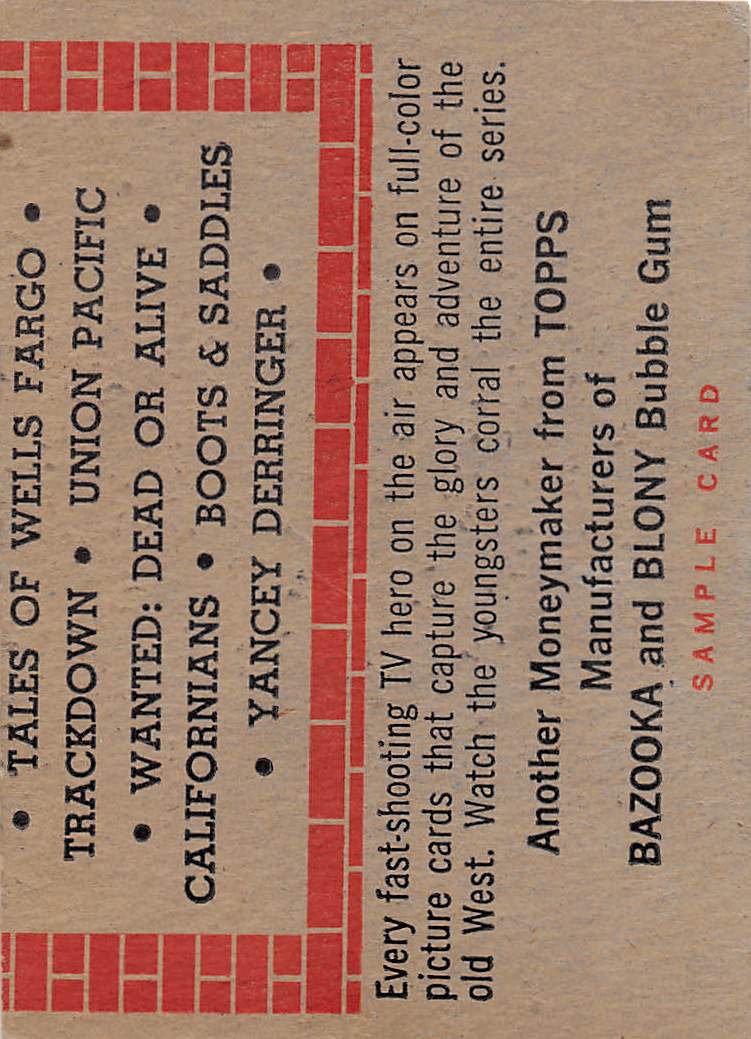 • TALES OF WELLS FARGO •
TRACKDOWN • UNION PACIFIC
• WANTED: DEAD OR ALIVE •
CALIFORNIANS • BOOTS & SADDLES
• YANCEY DERRINGER •
Every fast-shooting TV hero on the air appears on full-color
picture cards that capture the glory and adventure of the
old West. Watch the youngsters corral the entire series.
Another Moneymaker from TOPPS
Manufacturers of
BAZOOKA and BLONY Bubble Gum
SAMPLE CARD